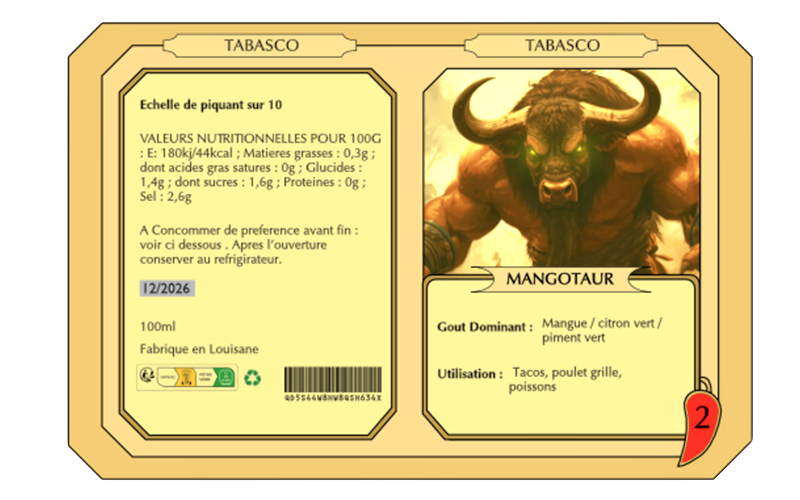 TABASCO
Echelle de piquant sur 10
VALEURS NUTRITIONNELLES POUR 100G
: E: 180kj/44kcal ; Matieres grasses : 0,3g ;
dont acides gras satures : 0g ; Glucides :
1,4g ; dont sucres : 1,6g ; Proteines : 0g ;
Sel : 2,6g
A Concommer de preference avant fin :
voir ci dessous . Apres l'ouverture
conserver au refrigirateur.
12/2026
100ml
Fabrique en Louisane
QD5S44W8HW8QSH634X
TABASCO
MANGOTAUR
Gout Dominant : Mangue / citron vert /
piment vert
Utilisation : Tacos, poulet grille,
poissons
2